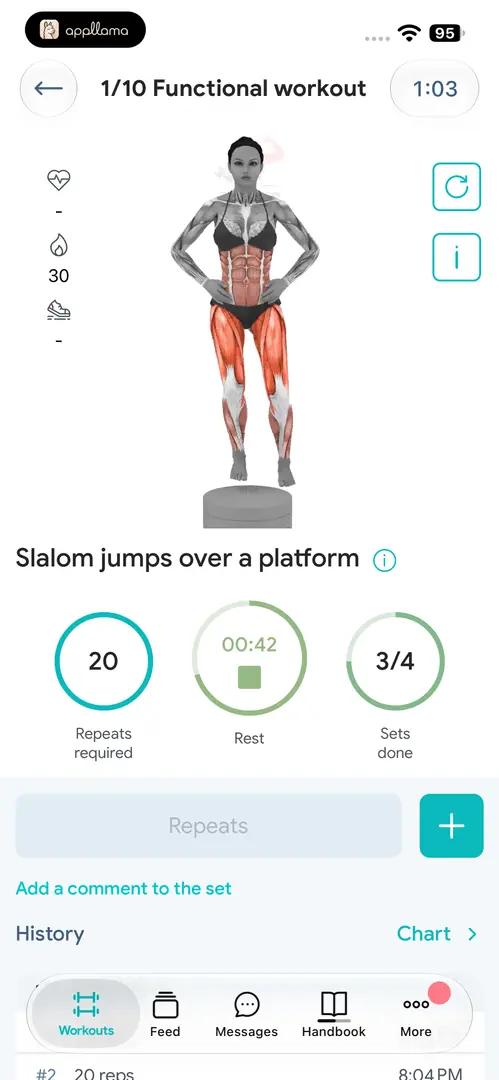 appllama
95
1/10 Functional workout
1:03
-
30
-
i
Slalom jumps over a platform
20
00:42
3/4
Repeats
required
Rest
Sets
done
Repeats
Add a comment to the set
History
Chart
Workouts
Feed
Messages
Handbook
More
#2 20 reps 8:04 PM